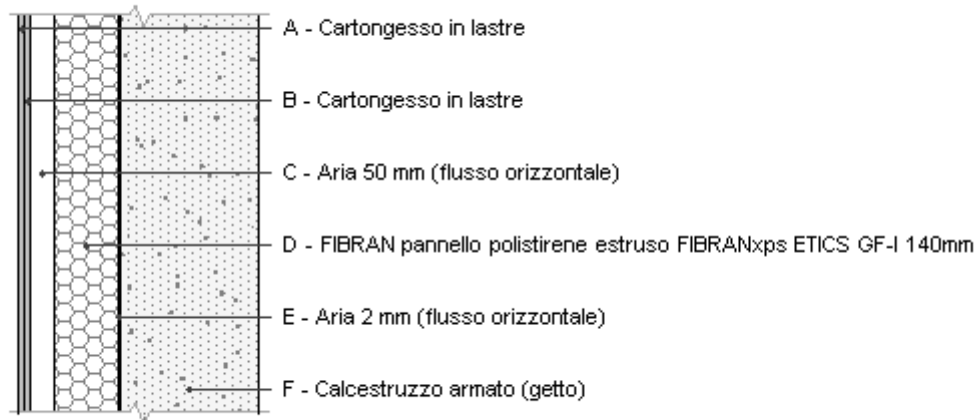 A - Cartongesso in lastre
B - Cartongesso in lastre
C - Aria 50 mm (flusso orizzontale)
D - FIBRAN pannello polistirene estruso FIBRANxps ETICS GF-I 140mm
E - Aria 2 mm (flusso orizzontale)
F - Calcestruzzo armato (getto)